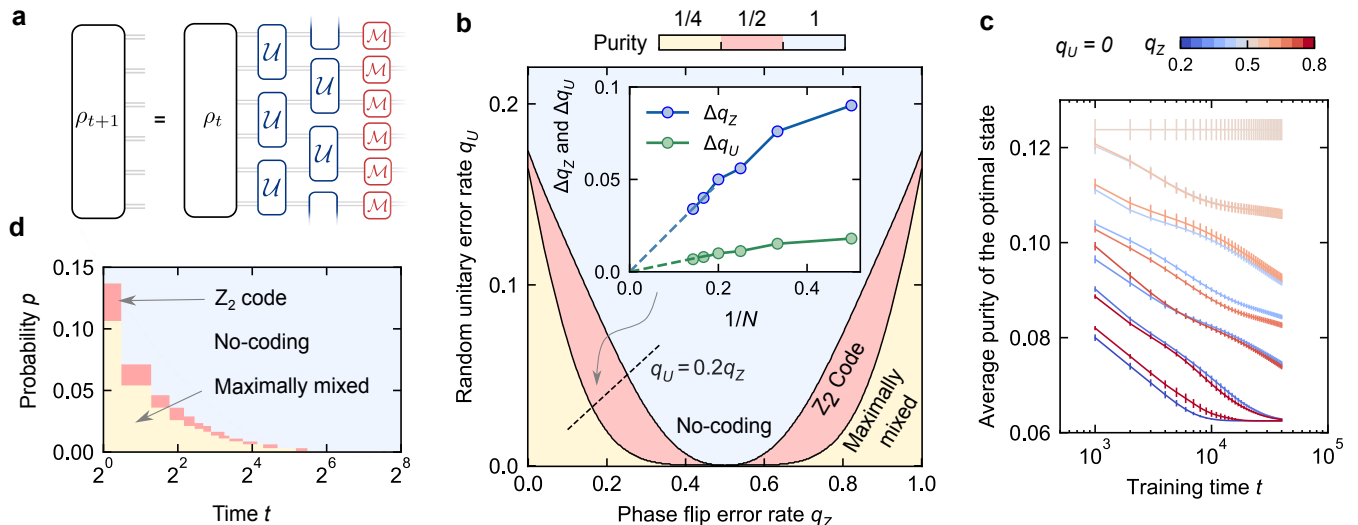 a
ρt+1
=
ρt
𝒰
𝒰
𝒰
𝒰
𝒰
ℳ
ℳ
ℳ
ℳ
ℳ
ℳ
ℳ
b
1/4 1/2 1
Purity
Random unitary error rate qU
0.2
0.1
0.0
0.0 0.2 0.4 0.6 0.8 1.0
Phase flip error rate qZ
ΔqZ and ΔqU
0.1
0.05
0.0
0.0 0.2 0.4
1/N
ΔqZ
ΔqU
qU = 0.2qZ
No-coding
Z2 Code
Maximally
mixed
c
qU = 0
qZ
0.2 0.5 0.8
Average purity of the optimal state
0.12
0.10
0.08
0.06
10^3 10^4 10^5
Training time t
d
Probability p
0.15
0.10
0.05
0.00
2^0 2^2 2^4 2^6 2^8
Time t
Z2 code
No-coding
Maximally mixed